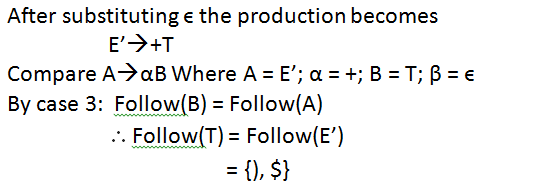 After substituting ϵ the production becomes
E’→+T
Compare A→αB Where A = E’; α = +; B = T; β = ϵ
By case 3: Follow(B) = Follow(A)
∴ Follow(T) = Follow(E’)
= {), $}